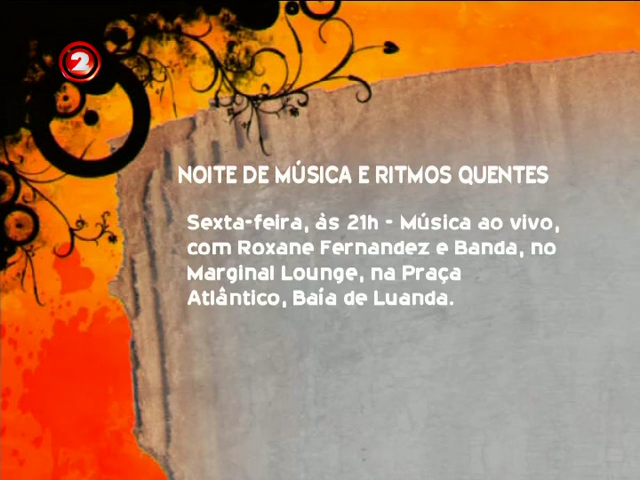 2
NOITE DE MÚSICA E RITMOS QUENTES
Sexta-feira, às 21h - Música ao vivo,
com Roxane Fernandez e Banda, no
Marginal Lounge, na Praça
Atlântico, Baía de Luanda.